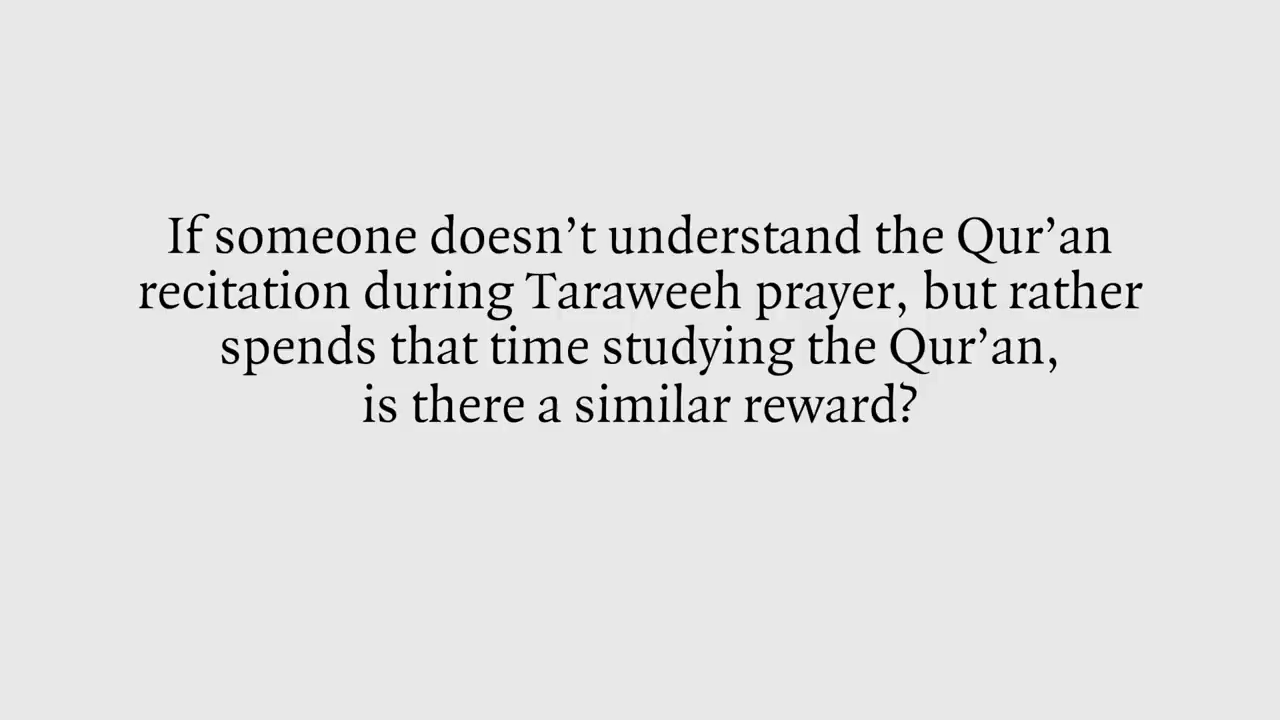 If someone doesn’t understand the Qur’an
recitation during Taraweeh prayer, but rather
spends that time studying the Qur’an,
is there a similar reward?